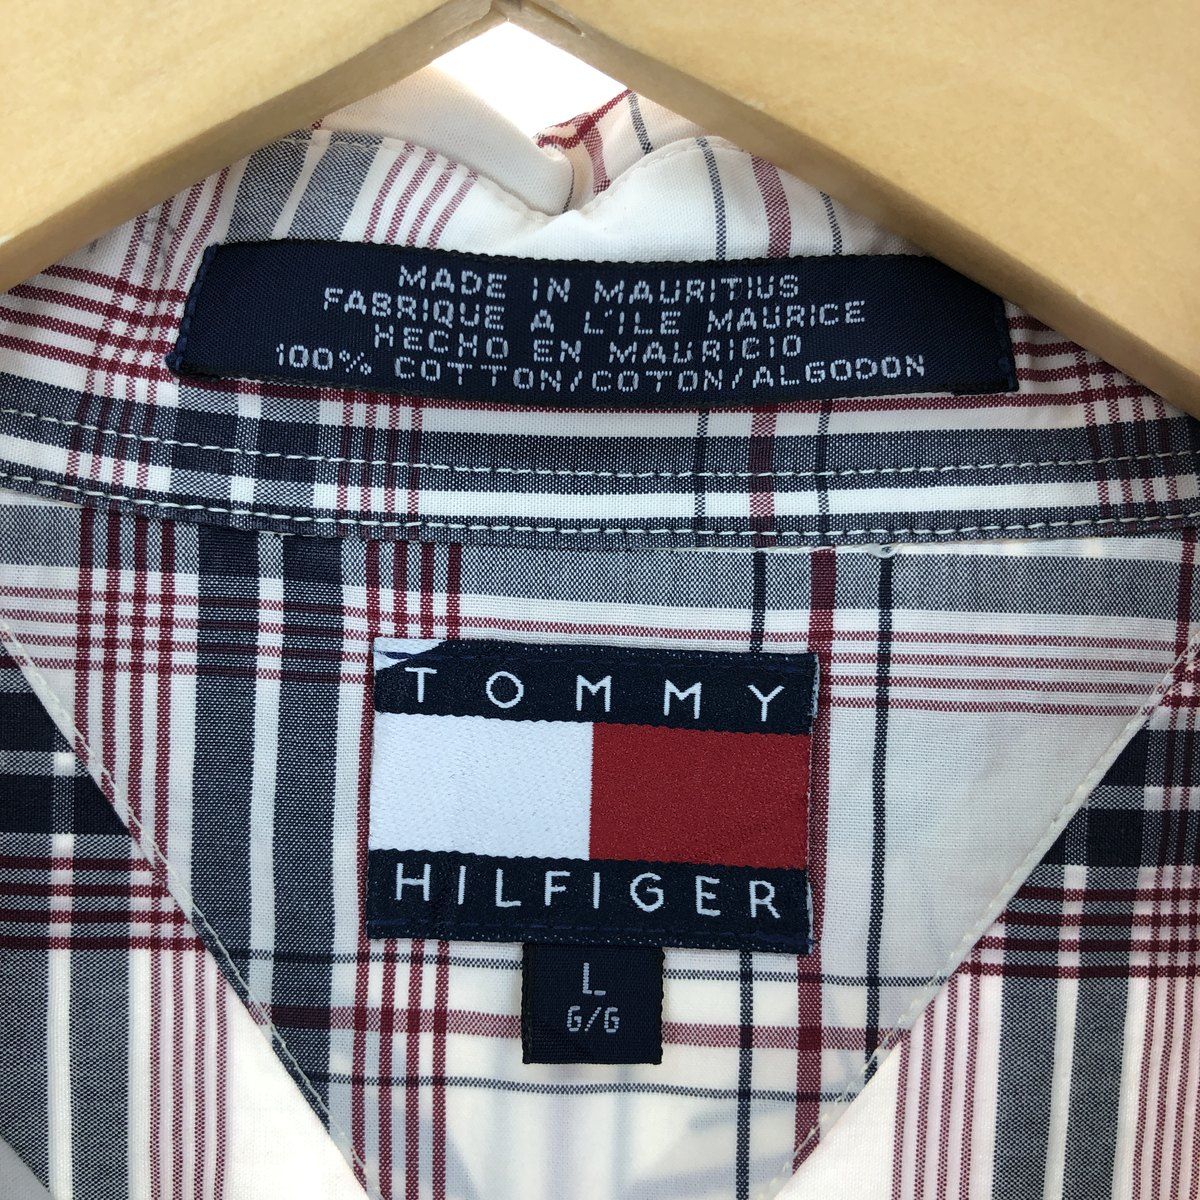 MADE IN MAURITIUS
FABRIQUE A L'ILE MAURICE
HECHO EN MAURICIO
100% COTTON/COTON/ALGODON
TOMMY
HILFIGER
L
G/G